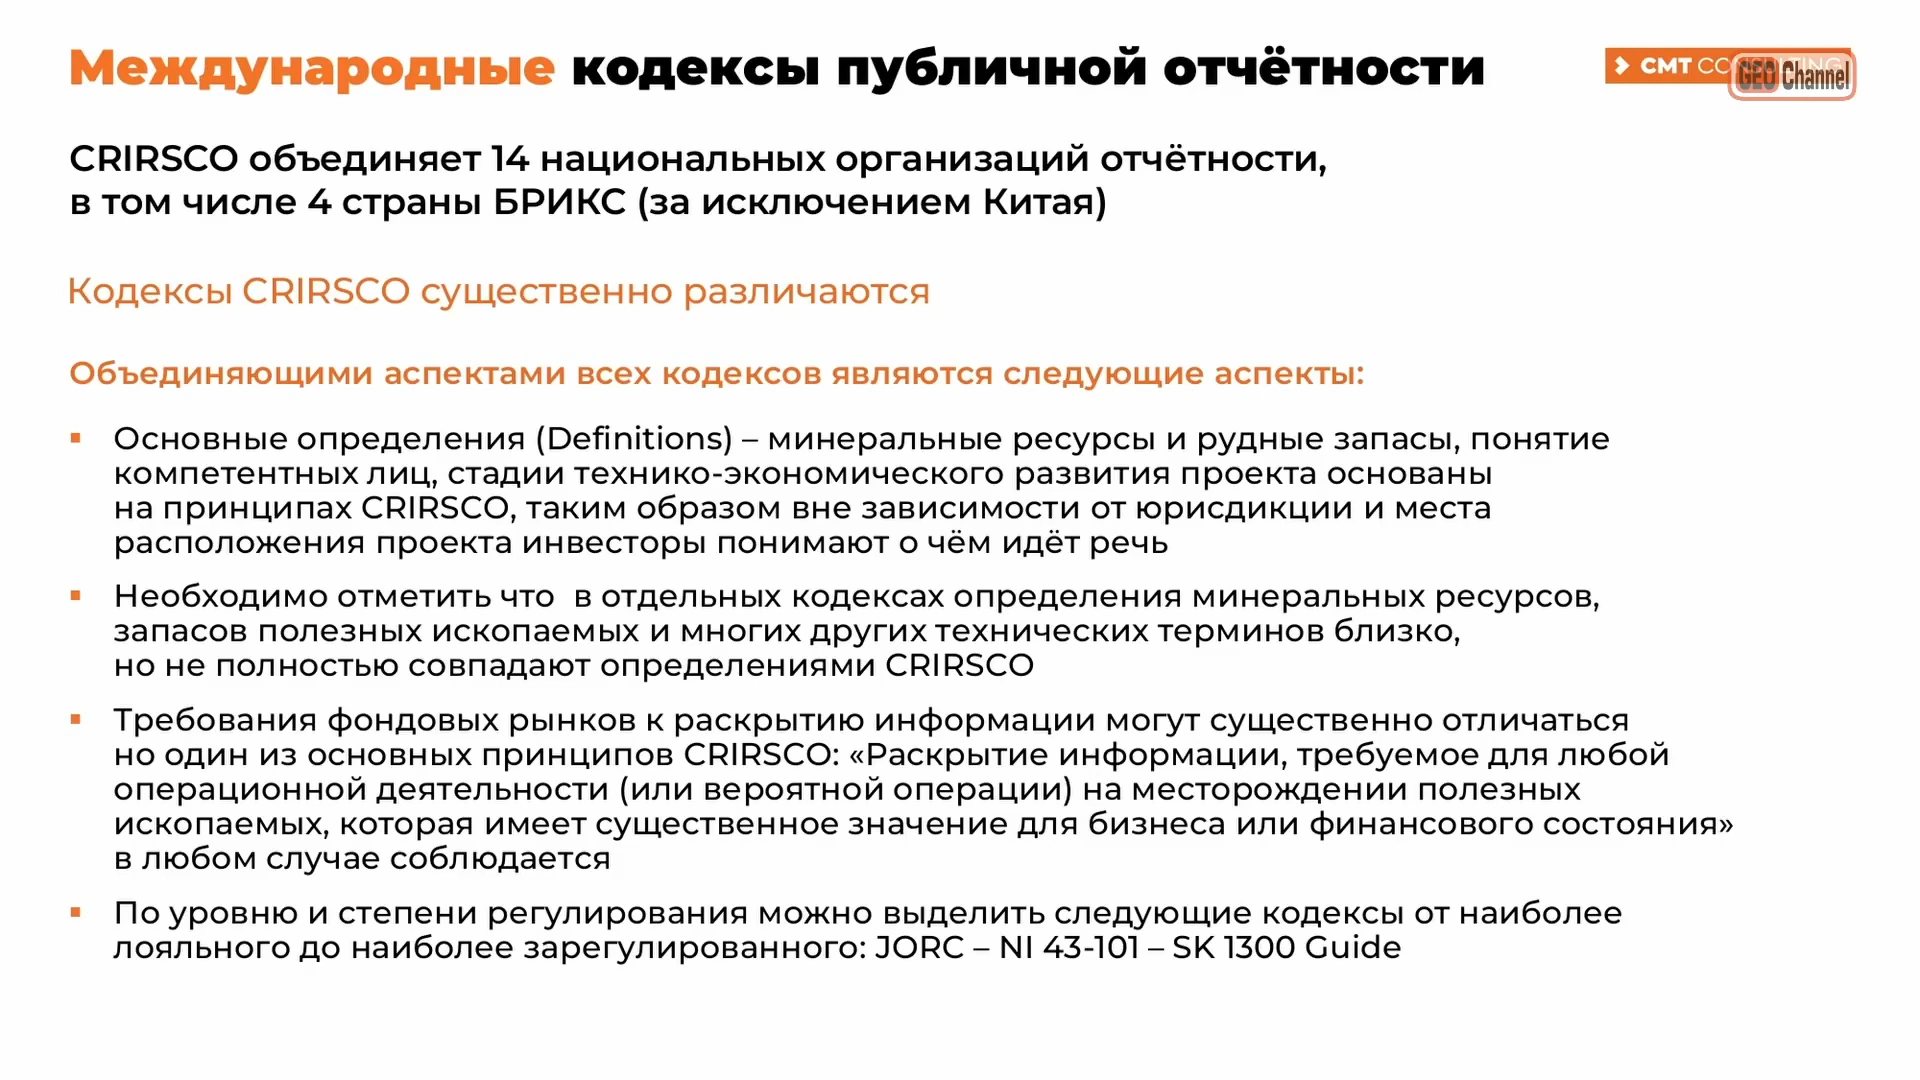 Международные кодексы публичной отчётности
CMT CONSULTING
GEO Channel
CRIRSCO объединяет 14 национальных организаций отчётности,
в том числе 4 страны БРИКС (за исключением Китая)
Кодексы CRIRSCO существенно различаются
Объединяющими аспектами всех кодексов являются следующие аспекты:
▪ Основные определения (Definitions) – минеральные ресурсы и рудные запасы, понятие
компетентных лиц, стадии технико-экономического развития проекта основаны
на принципах CRIRSCO, таким образом вне зависимости от юрисдикции и места
расположения проекта инвесторы понимают о чём идёт речь
▪ Необходимо отметить что  в отдельных кодексах определения минеральных ресурсов,
запасов полезных ископаемых и многих других технических терминов близко,
но не полностью совпадают определениями CRIRSCO
▪ Требования фондовых рынков к раскрытию информации могут существенно отличаться
но один из основных принципов CRIRSCO: «Раскрытие информации, требуемое для любой
операционной деятельности (или вероятной операции) на месторождении полезных
ископаемых, которая имеет существенное значение для бизнеса или финансового состояния»
в любом случае соблюдается
▪ По уровню и степени регулирования можно выделить следующие кодексы от наиболее
лояльного до наиболее зарегулированного: JORC – NI 43-101 – SK 1300 Guide